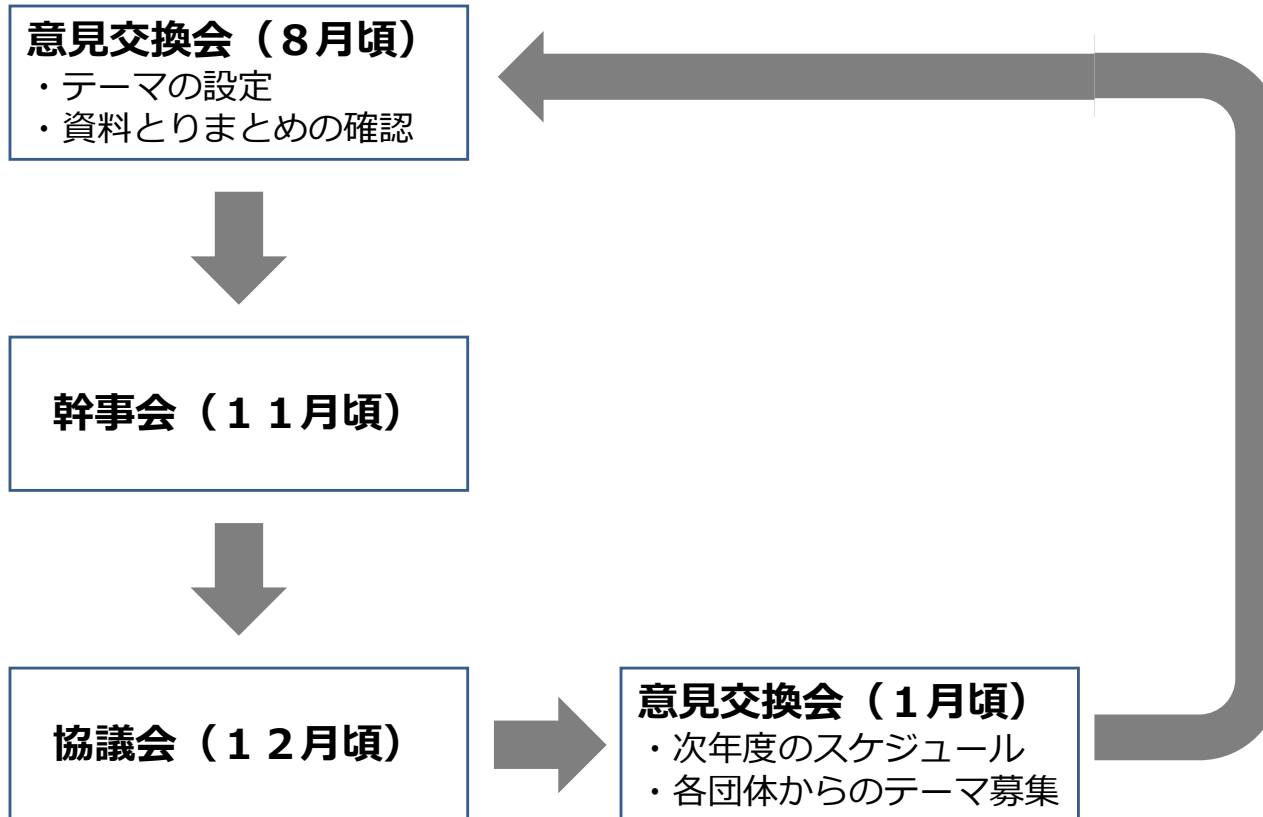 意見交換会（８月頃）
・テーマの設定
・資料とりまとめの確認
幹事会（１１月頃）
協議会（１２月頃）
意見交換会（１月頃）
・次年度のスケジュール
・各団体からのテーマ募集